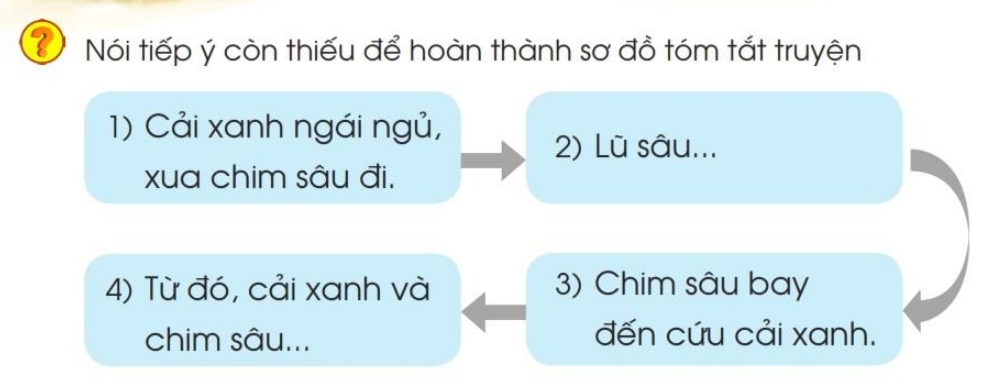 ?
Nói tiếp ý còn thiếu để hoàn thành sơ đồ tóm tắt truyện
1) Cải xanh ngái ngủ,
xua chim sâu đi.
2) Lũ sâu...
3) Chim sâu bay
đến cứu cải xanh.
4) Từ đó, cải xanh và
chim sâu...